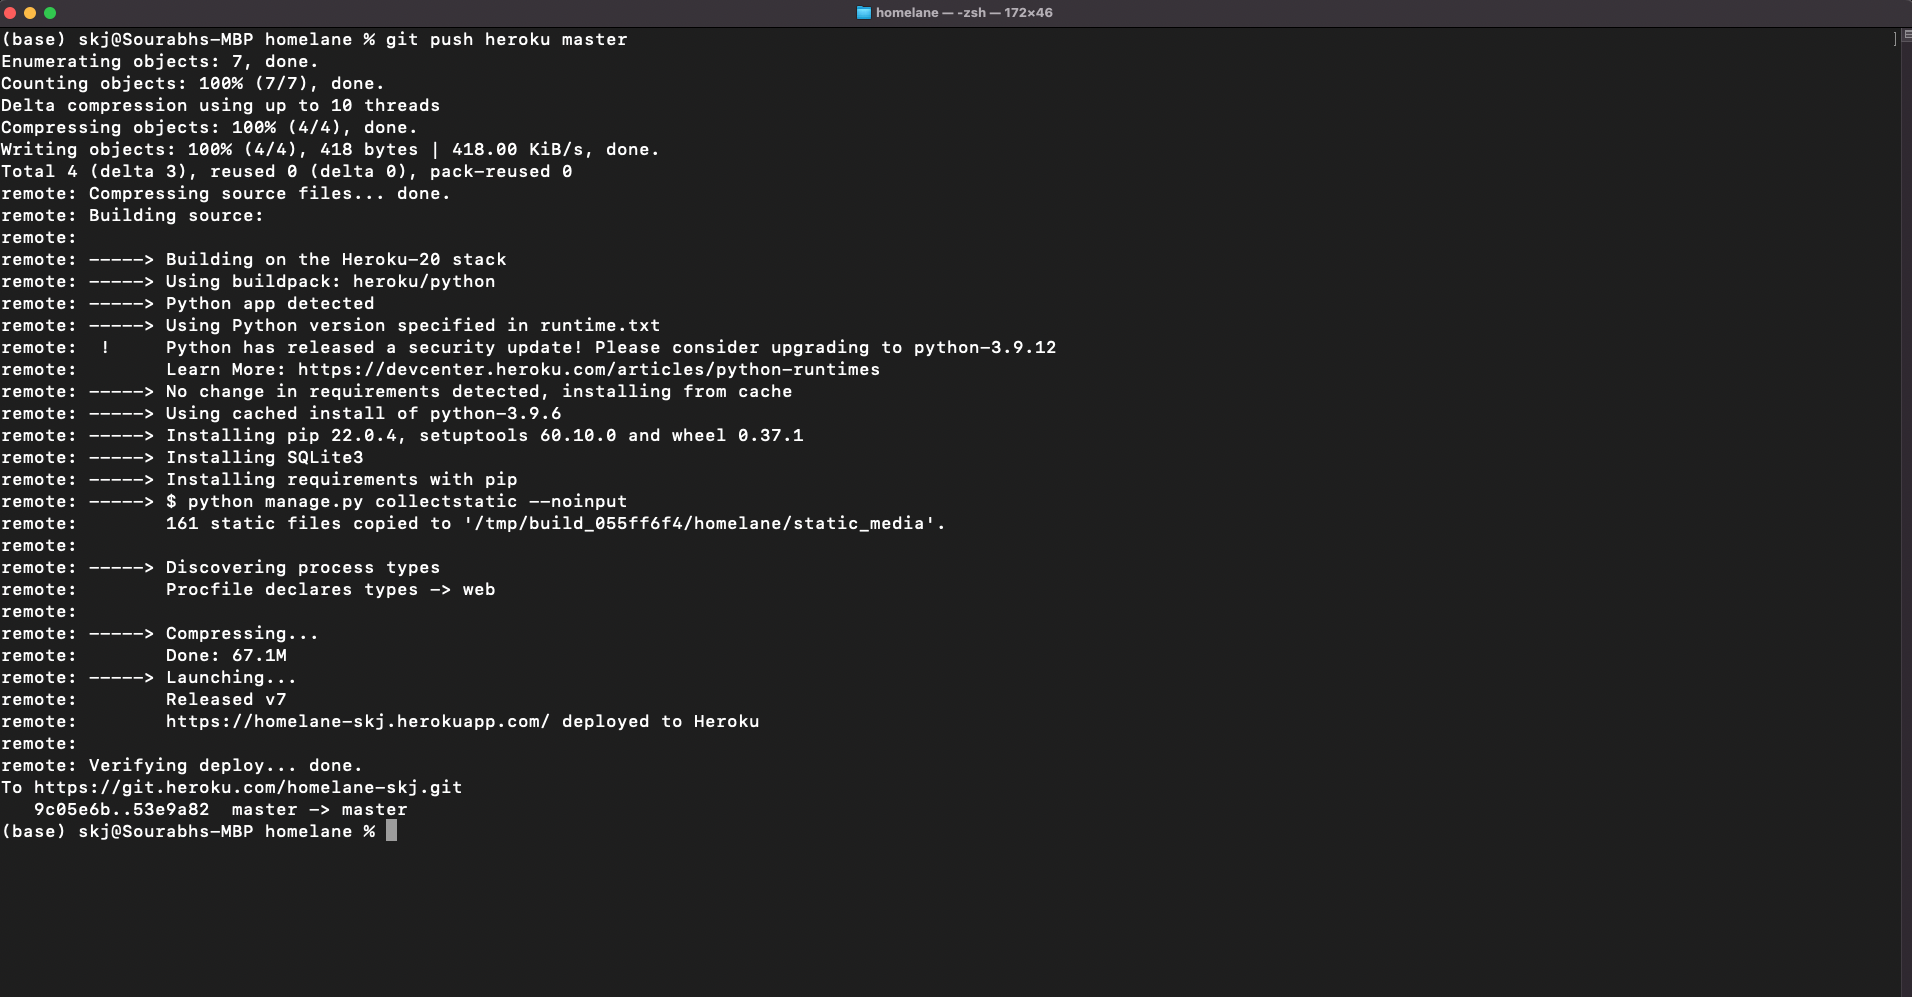 homelane — -zsh — 172×46
(base) skj@Sourabhs-MBP homelane % git push heroku master
Enumerating objects: 7, done.
Counting objects: 100% (7/7), done.
Delta compression using up to 10 threads
Compressing objects: 100% (4/4), done.
Writing objects: 100% (4/4), 418 bytes | 418.00 KiB/s, done.
Total 4 (delta 3), reused 0 (delta 0), pack-reused 0
remote: Compressing source files... done.
remote: Building source:
remote:
remote: -----> Building on the Heroku-20 stack
remote: -----> Using buildpack: heroku/python
remote: -----> Python app detected
remote: -----> Using Python version specified in runtime.txt
remote:  !     Python has released a security update! Please consider upgrading to python-3.9.12
remote:        Learn More: https://devcenter.heroku.com/articles/python-runtimes
remote: -----> No change in requirements detected, installing from cache
remote: -----> Using cached install of python-3.9.6
remote: -----> Installing pip 22.0.4, setuptools 60.10.0 and wheel 0.37.1
remote: -----> Installing SQLite3
remote: -----> Installing requirements with pip
remote: -----> $ python manage.py collectstatic --noinput
remote:        161 static files copied to '/tmp/build_055ff6f4/homelane/static_media'.
remote:
remote: -----> Discovering process types
remote:        Procfile declares types -> web
remote:
remote: -----> Compressing...
remote:        Done: 67.1M
remote: -----> Launching...
remote:        Released v7
remote:        https://homelane-skj.herokuapp.com/ deployed to Heroku
remote:
remote: Verifying deploy... done.
To https://git.heroku.com/homelane-skj.git
   9c05e6b..53e9a82  master -> master
(base) skj@Sourabhs-MBP homelane %